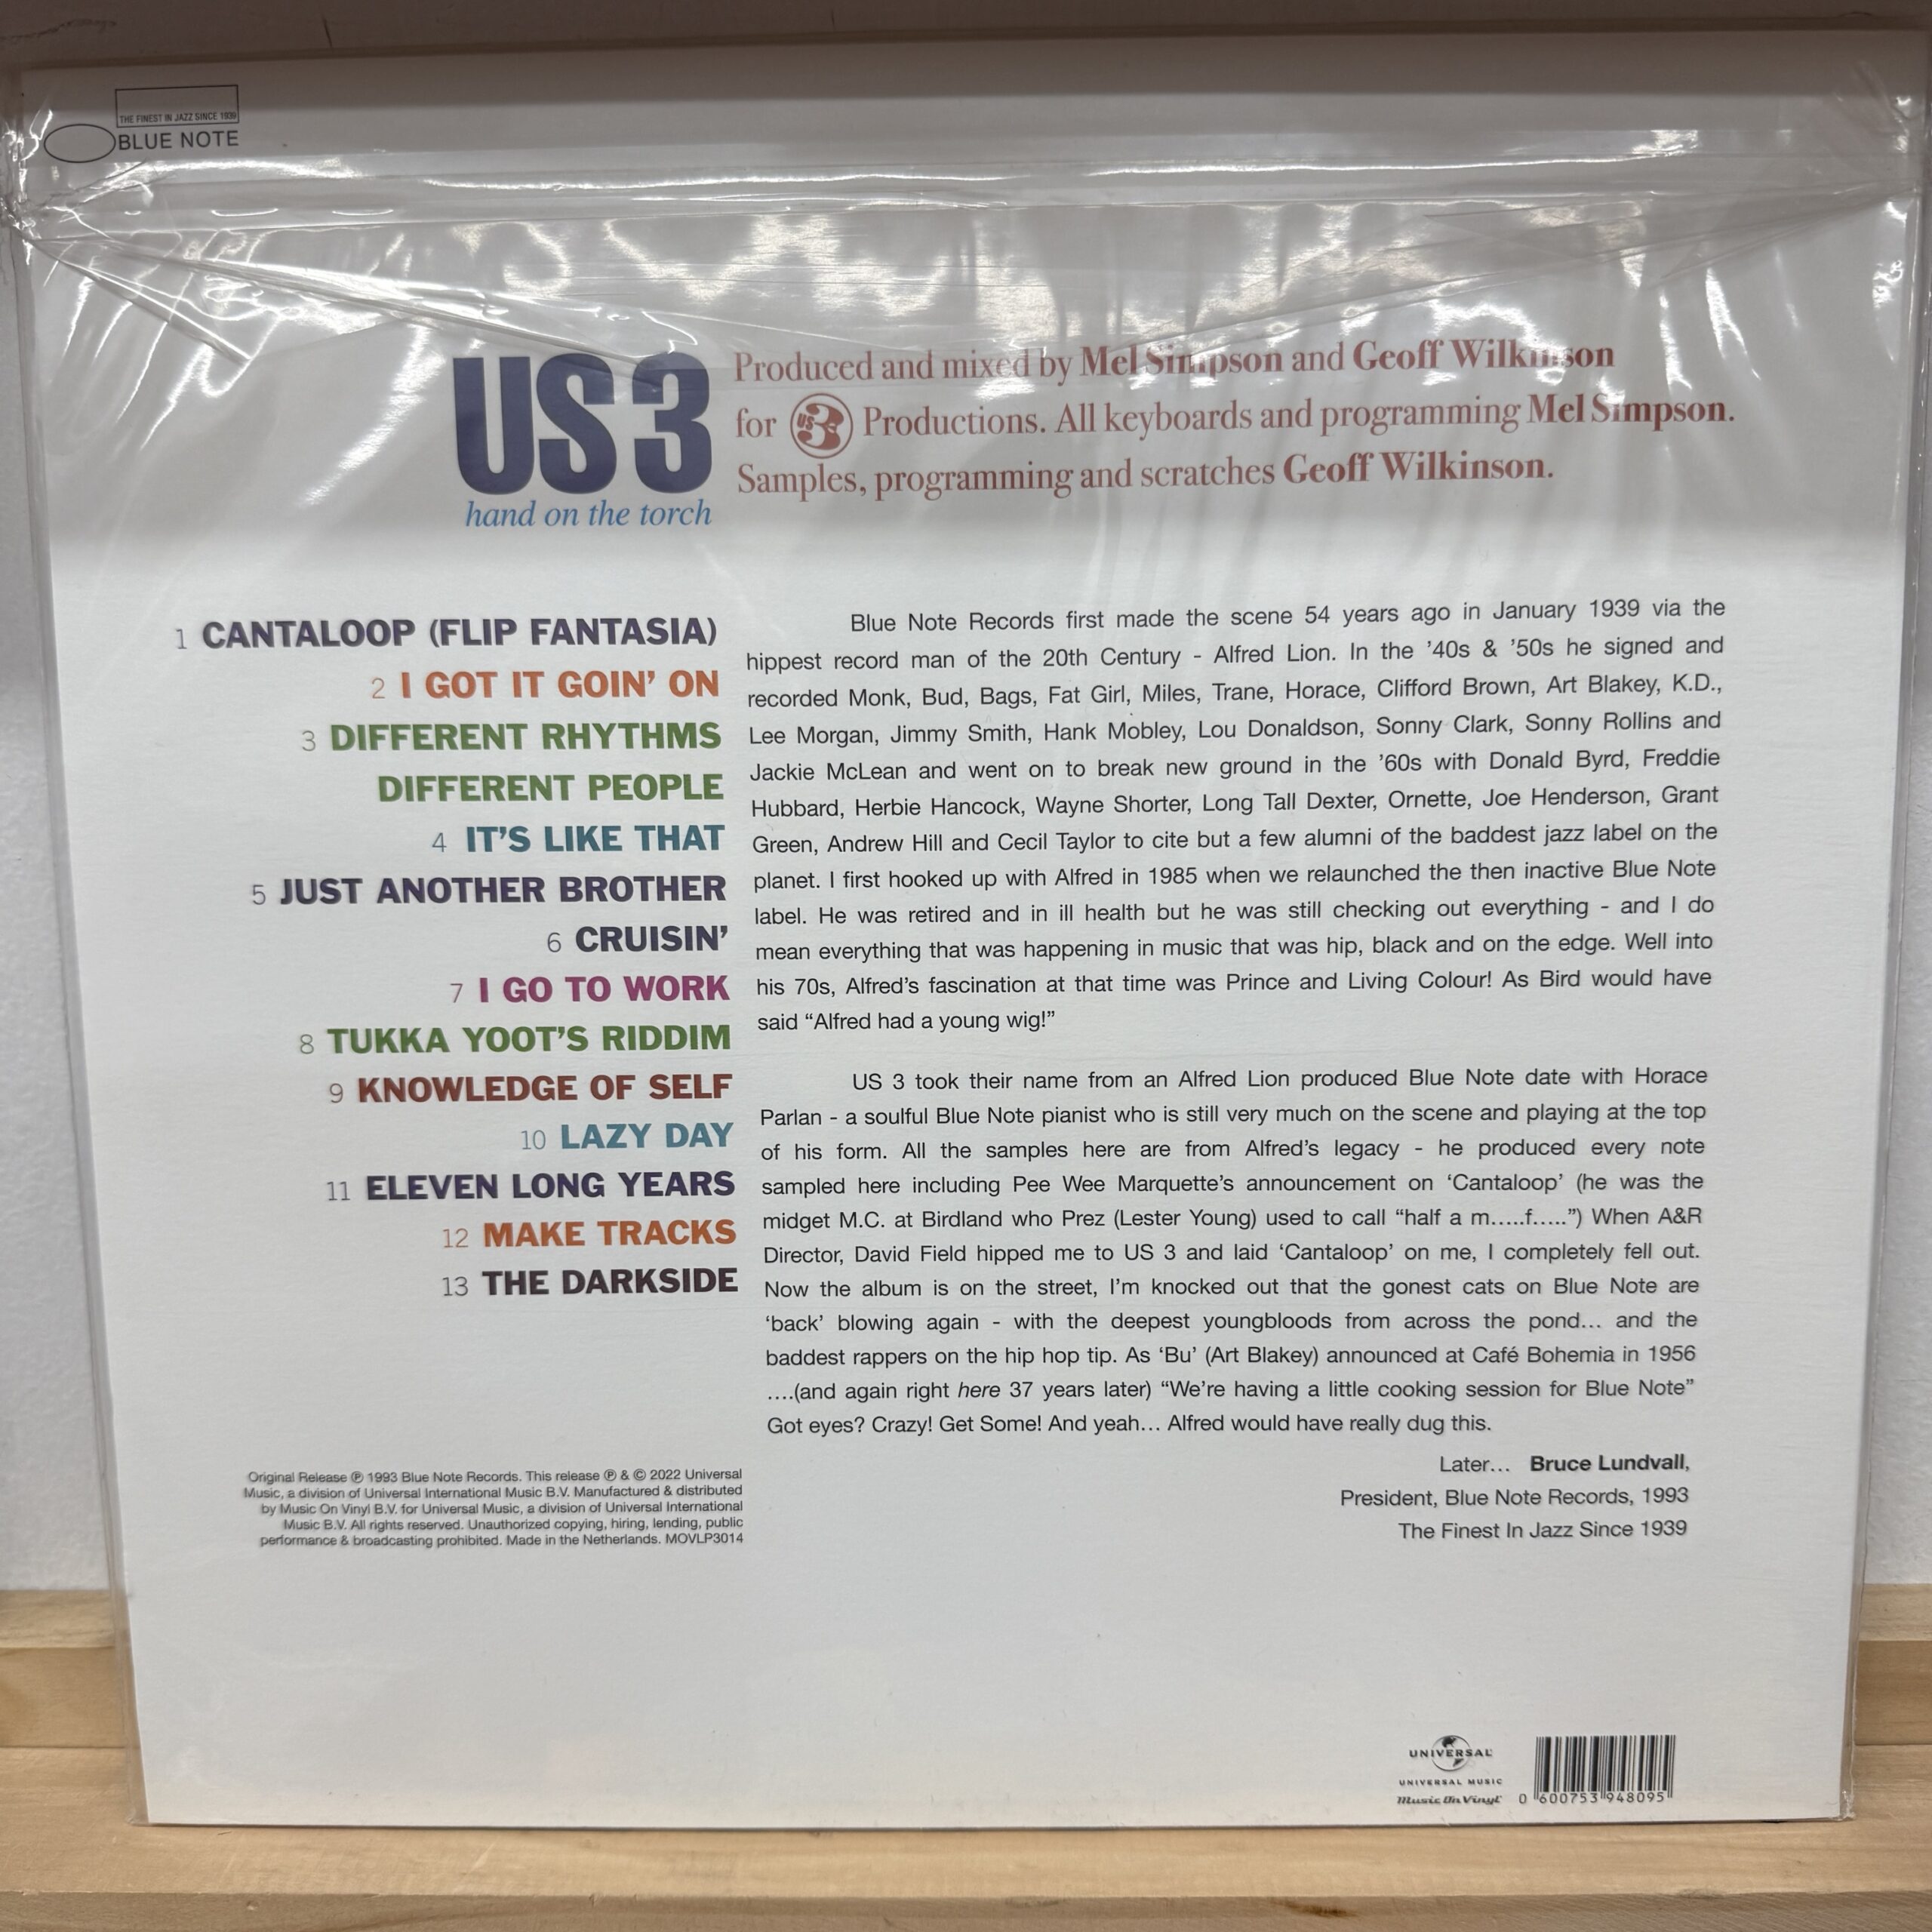 THE FINEST IN JAZZ SINCE 1939
BLUE NOTE
US 3
hand on the torch
Produced and mixed by Mel Simpson and Geoff Wilkinson
for US 3 Productions. All keyboards and programming Mel Simpson.
Samples, programming and scratches Geoff Wilkinson.
1 CANTALOOP (FLIP FANTASIA)
2 I GOT IT GOIN’ ON
3 DIFFERENT RHYTHMS
DIFFERENT PEOPLE
4 IT’S LIKE THAT
5 JUST ANOTHER BROTHER
6 CRUISIN’
7 I GO TO WORK
8 TUKKA YOOT’S RIDDIM
9 KNOWLEDGE OF SELF
10 LAZY DAY
11 ELEVEN LONG YEARS
12 MAKE TRACKS
13 THE DARKSIDE
Blue Note Records first made the scene 54 years ago in January 1939 via the
hippest record man of the 20th Century - Alfred Lion. In the ’40s & ’50s he signed and
recorded Monk, Bud, Bags, Fat Girl, Miles, Trane, Horace, Clifford Brown, Art Blakey, K.D.,
Lee Morgan, Jimmy Smith, Hank Mobley, Lou Donaldson, Sonny Clark, Sonny Rollins and
Jackie McLean and went on to break new ground in the ’60s with Donald Byrd, Freddie
Hubbard, Herbie Hancock, Wayne Shorter, Long Tall Dexter, Ornette, Joe Henderson, Grant
Green, Andrew Hill and Cecil Taylor to cite but a few alumni of the baddest jazz label on the
planet. I first hooked up with Alfred in 1985 when we relaunched the then inactive Blue Note
label. He was retired and in ill health but he was still checking out everything - and I do
mean everything that was happening in music that was hip, black and on the edge. Well into
his 70s, Alfred’s fascination at that time was Prince and Living Colour! As Bird would have
said “Alfred had a young wig!”
US 3 took their name from an Alfred Lion produced Blue Note date with Horace
Parlan - a soulful Blue Note pianist who is still very much on the scene and playing at the top
of his form. All the samples here are from Alfred’s legacy - he produced every note
sampled here including Pee Wee Marquette’s announcement on ‘Cantaloop’ (he was the
midget M.C. at Birdland who Prez (Lester Young) used to call “half a m.....f.....”) When A&R
Director, David Field hipped me to US 3 and laid ‘Cantaloop’ on me, I completely fell out.
Now the album is on the street, I’m knocked out that the gonest cats on Blue Note are
‘back’ blowing again - with the deepest youngbloods from across the pond... and the
baddest rappers on the hip hop tip. As ‘Bu’ (Art Blakey) announced at Café Bohemia in 1956
....(and again right here 37 years later) “We’re having a little cooking session for Blue Note”
Got eyes? Crazy! Get Some! And yeah... Alfred would have really dug this.
Later... Bruce Lundvall,
President, Blue Note Records, 1993
The Finest In Jazz Since 1939
Original Release ℗ 1993 Blue Note Records. This release ℗ & © 2022 Universal
Music, a division of Universal International Music B.V. Manufactured & distributed
by Music On Vinyl B.V. for Universal Music, a division of Universal International
Music B.V. All rights reserved. Unauthorized copying, hiring, lending, public
performance & broadcasting prohibited. Made in the Netherlands. MOVLP3014
UNIVERSAL
UNIVERSAL MUSIC
Music On Vinyl
0 600753 948095